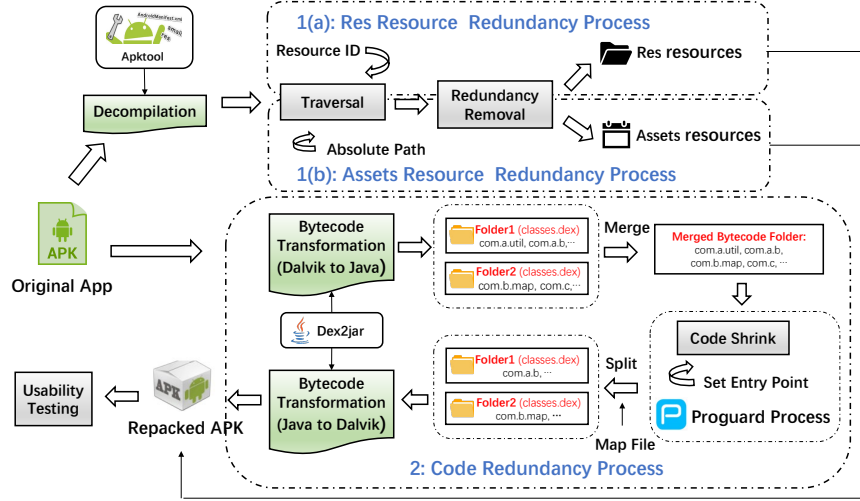 1(a): Res Resource Redundancy Process
AndroidManifest.xml
smali
res
Apktool
Resource ID
Res resources
Decompilation
Traversal
Redundancy
Removal
Assets resources
Absolute Path
1(b): Assets Resource Redundancy Process
APK
Original App
Bytecode
Transformation
(Dalvik to Java)
Folder1 (classes.dex)
com.a.util, com.a.b,...
Folder2 (classes.dex)
com.b.map, com.c,...
Merge
Merged Bytecode Folder:
com.a.util, com.a.b,
com.b.map, com.c, ...
Dex2jar
Code Shrink
Set Entry Point
Proguard Process
Split
Map File
Folder1 (classes.dex)
com.a.b, ...
Folder2 (classes.dex)
com.b.map, ...
Bytecode
Transformation
(Java to Dalvik)
APK
Repacked APK
Usability
Testing
2: Code Redundancy Process